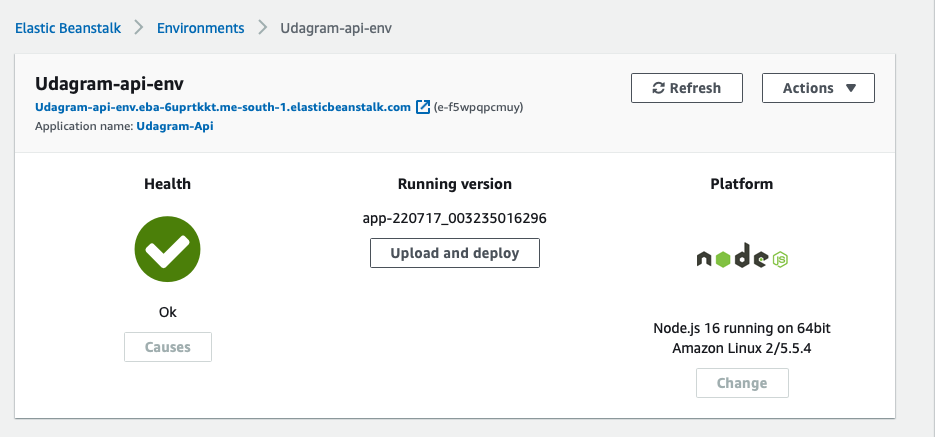 Elastic Beanstalk > Environments > Udagram-api-env
Udagram-api-env
Udagram-api-env.eba-6uprtkkt.me-south-1.elasticbeanstalk.com (e-f5wpqpcmuy)
Application name: Udagram-Api
Refresh
Actions
Health
Ok
Causes
Running version
app-220717_003235016296
Upload and deploy
Platform
node
JS
Node.js 16 running on 64bit
Amazon Linux 2/5.5.4
Change